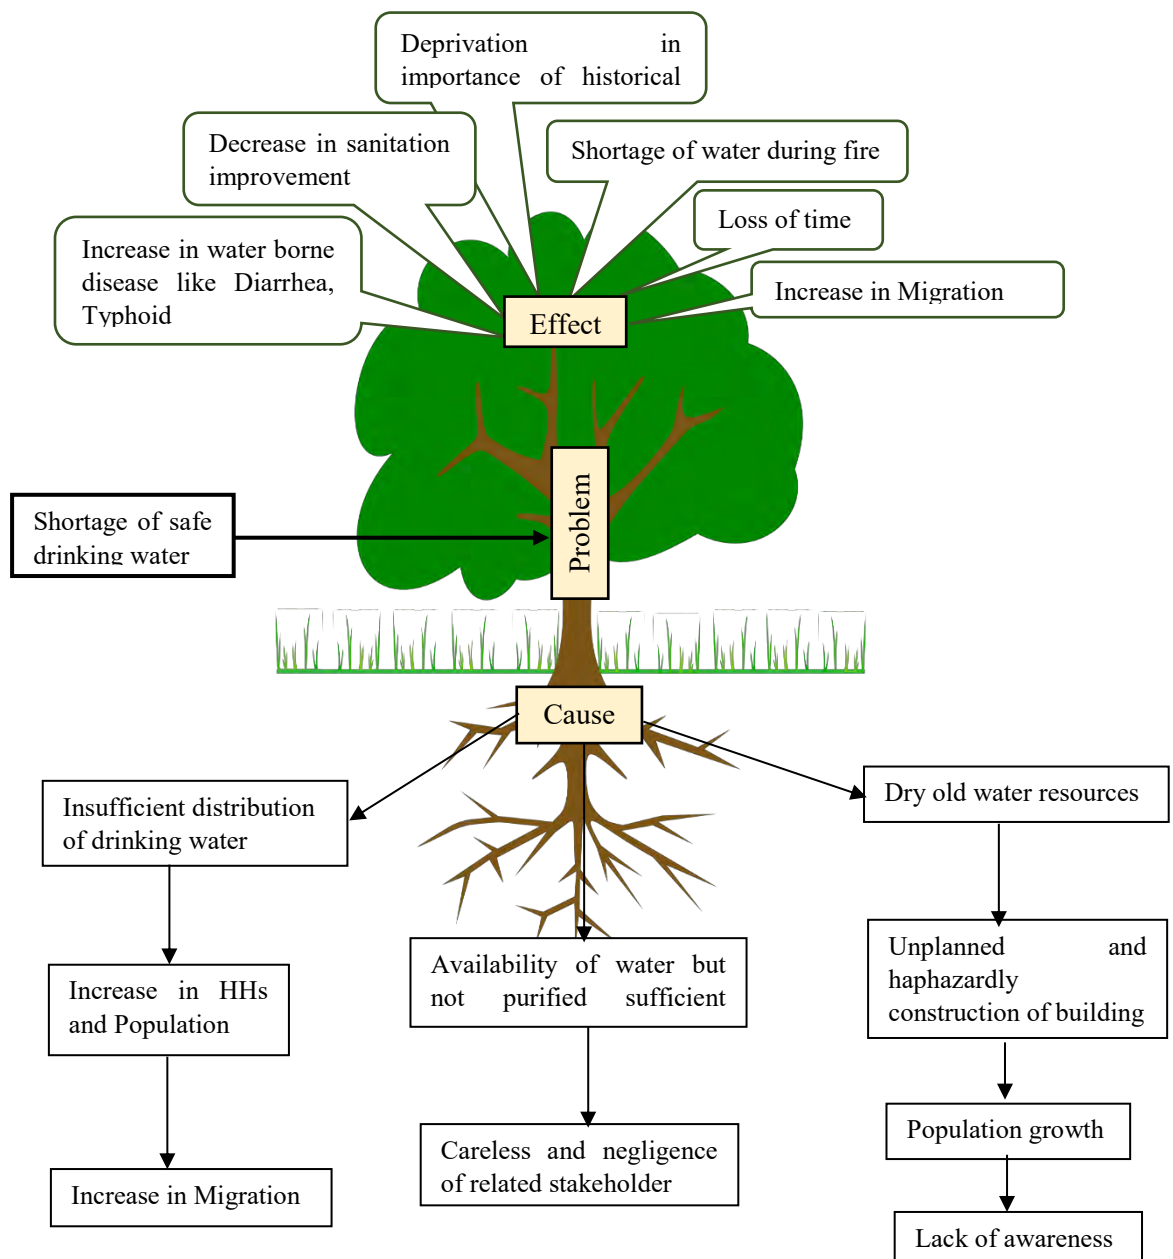 Deprivation in
importance of historical
Decrease in sanitation
improvement
Shortage of water during fire
Loss of time
Increase in water borne
disease like Diarrhea,
Typhoid
Increase in Migration
Effect
Problem
Shortage of safe
drinking water
Cause
Insufficient distribution
of drinking water
Dry old water resources
Increase in HHs
and Population
Availability of water but
not purified sufficient
Unplanned and
haphazardly
construction of building
Increase in Migration
Careless and negligence
of related stakeholder
Population growth
Lack of awareness